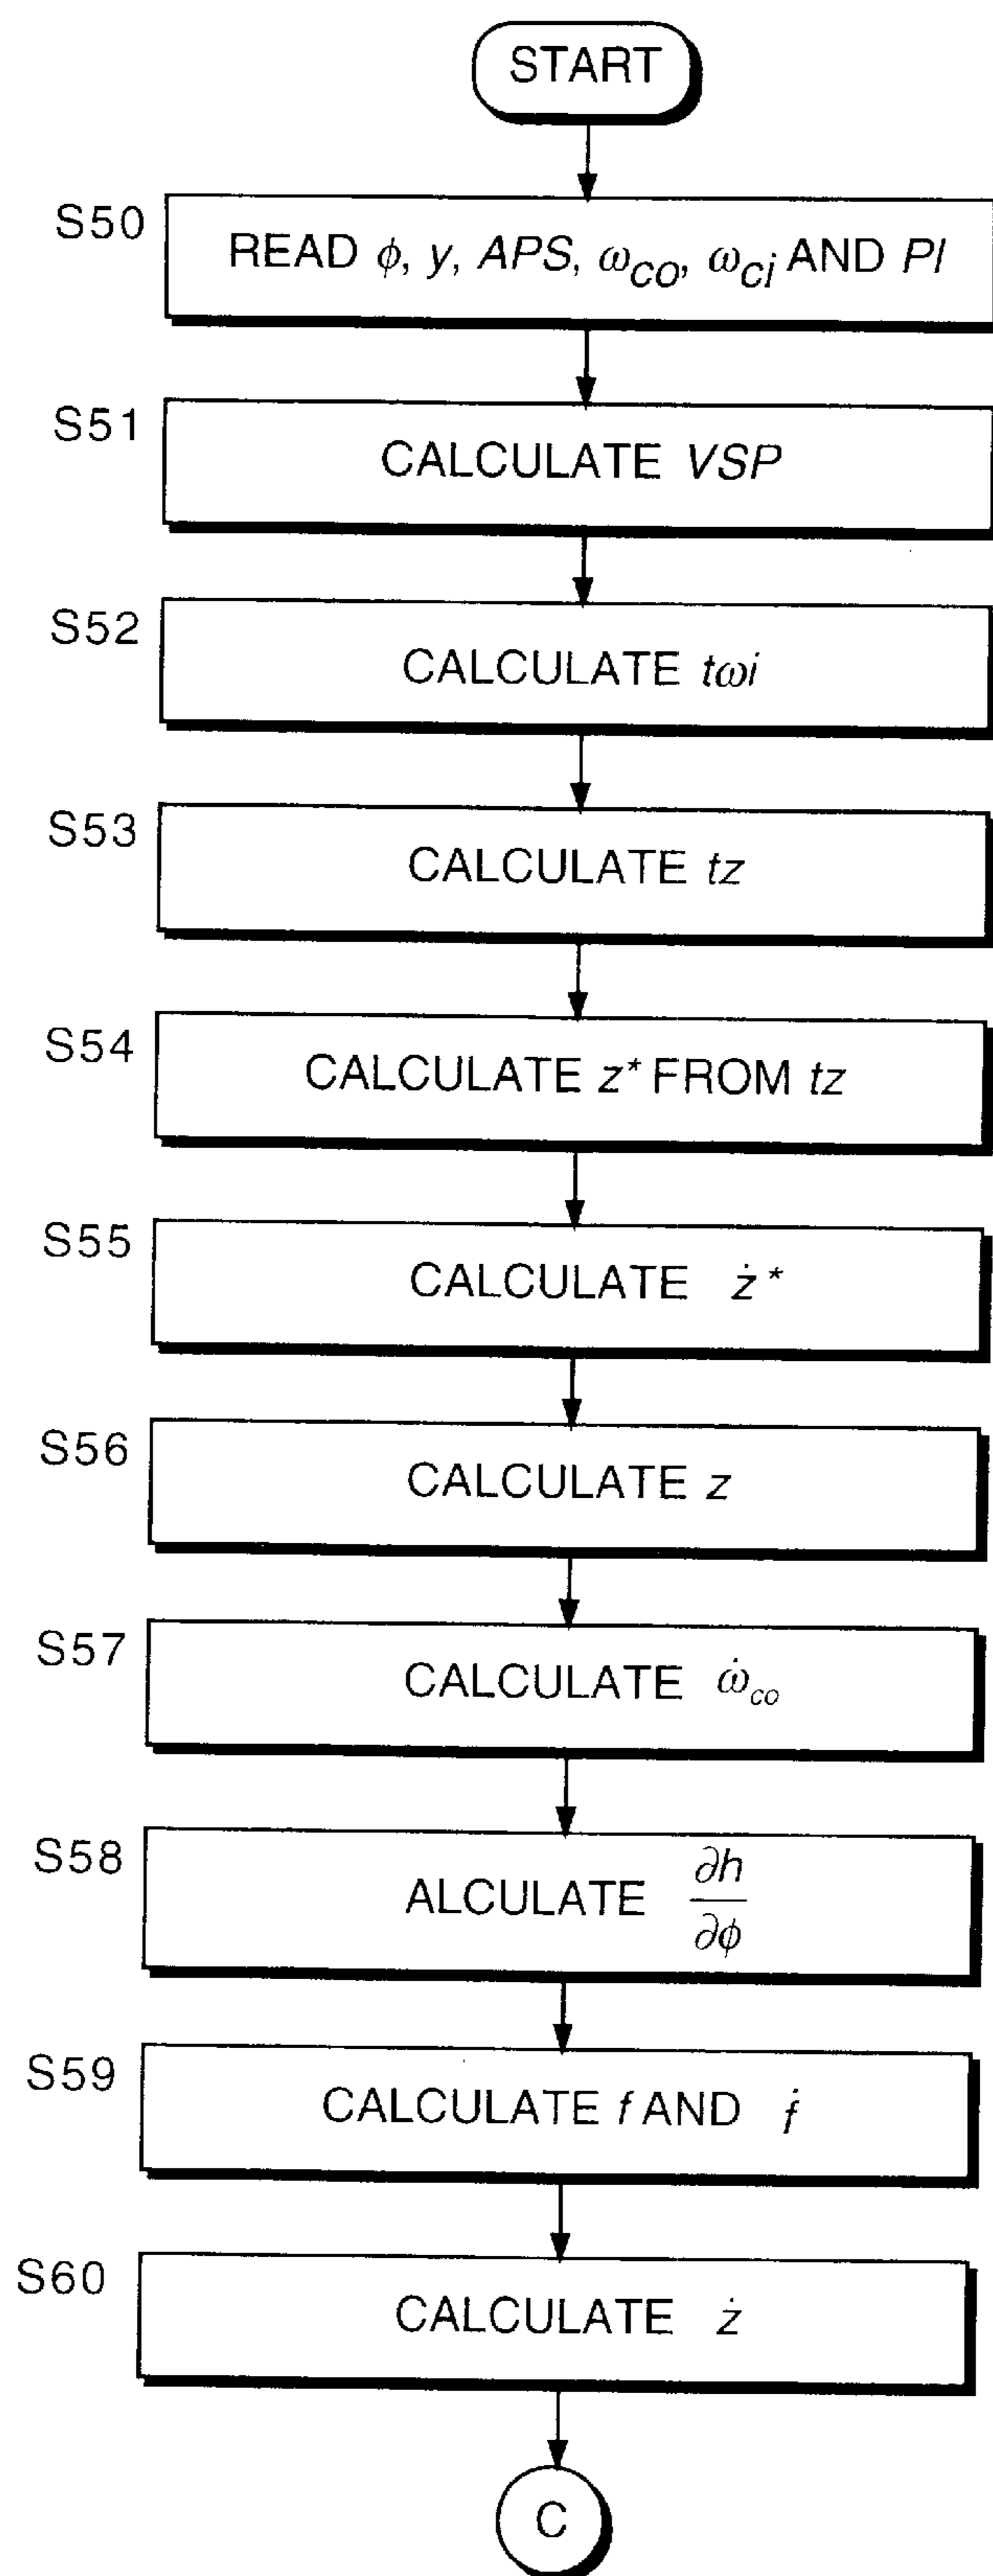 START
S50
READ ϕ, y, APS, ω_co, ω_ci AND PI
S51
CALCULATE VSP
S52
CALCULATE tωi
S53
CALCULATE tz
S54
CALCULATE z* FROM tz
S55
CALCULATE ż*
S56
CALCULATE z
S57
CALCULATE ω̇_co
S58
ALCULATE ∂h/∂ϕ
S59
CALCULATE f AND ḟ
S60
CALCULATE ż
C